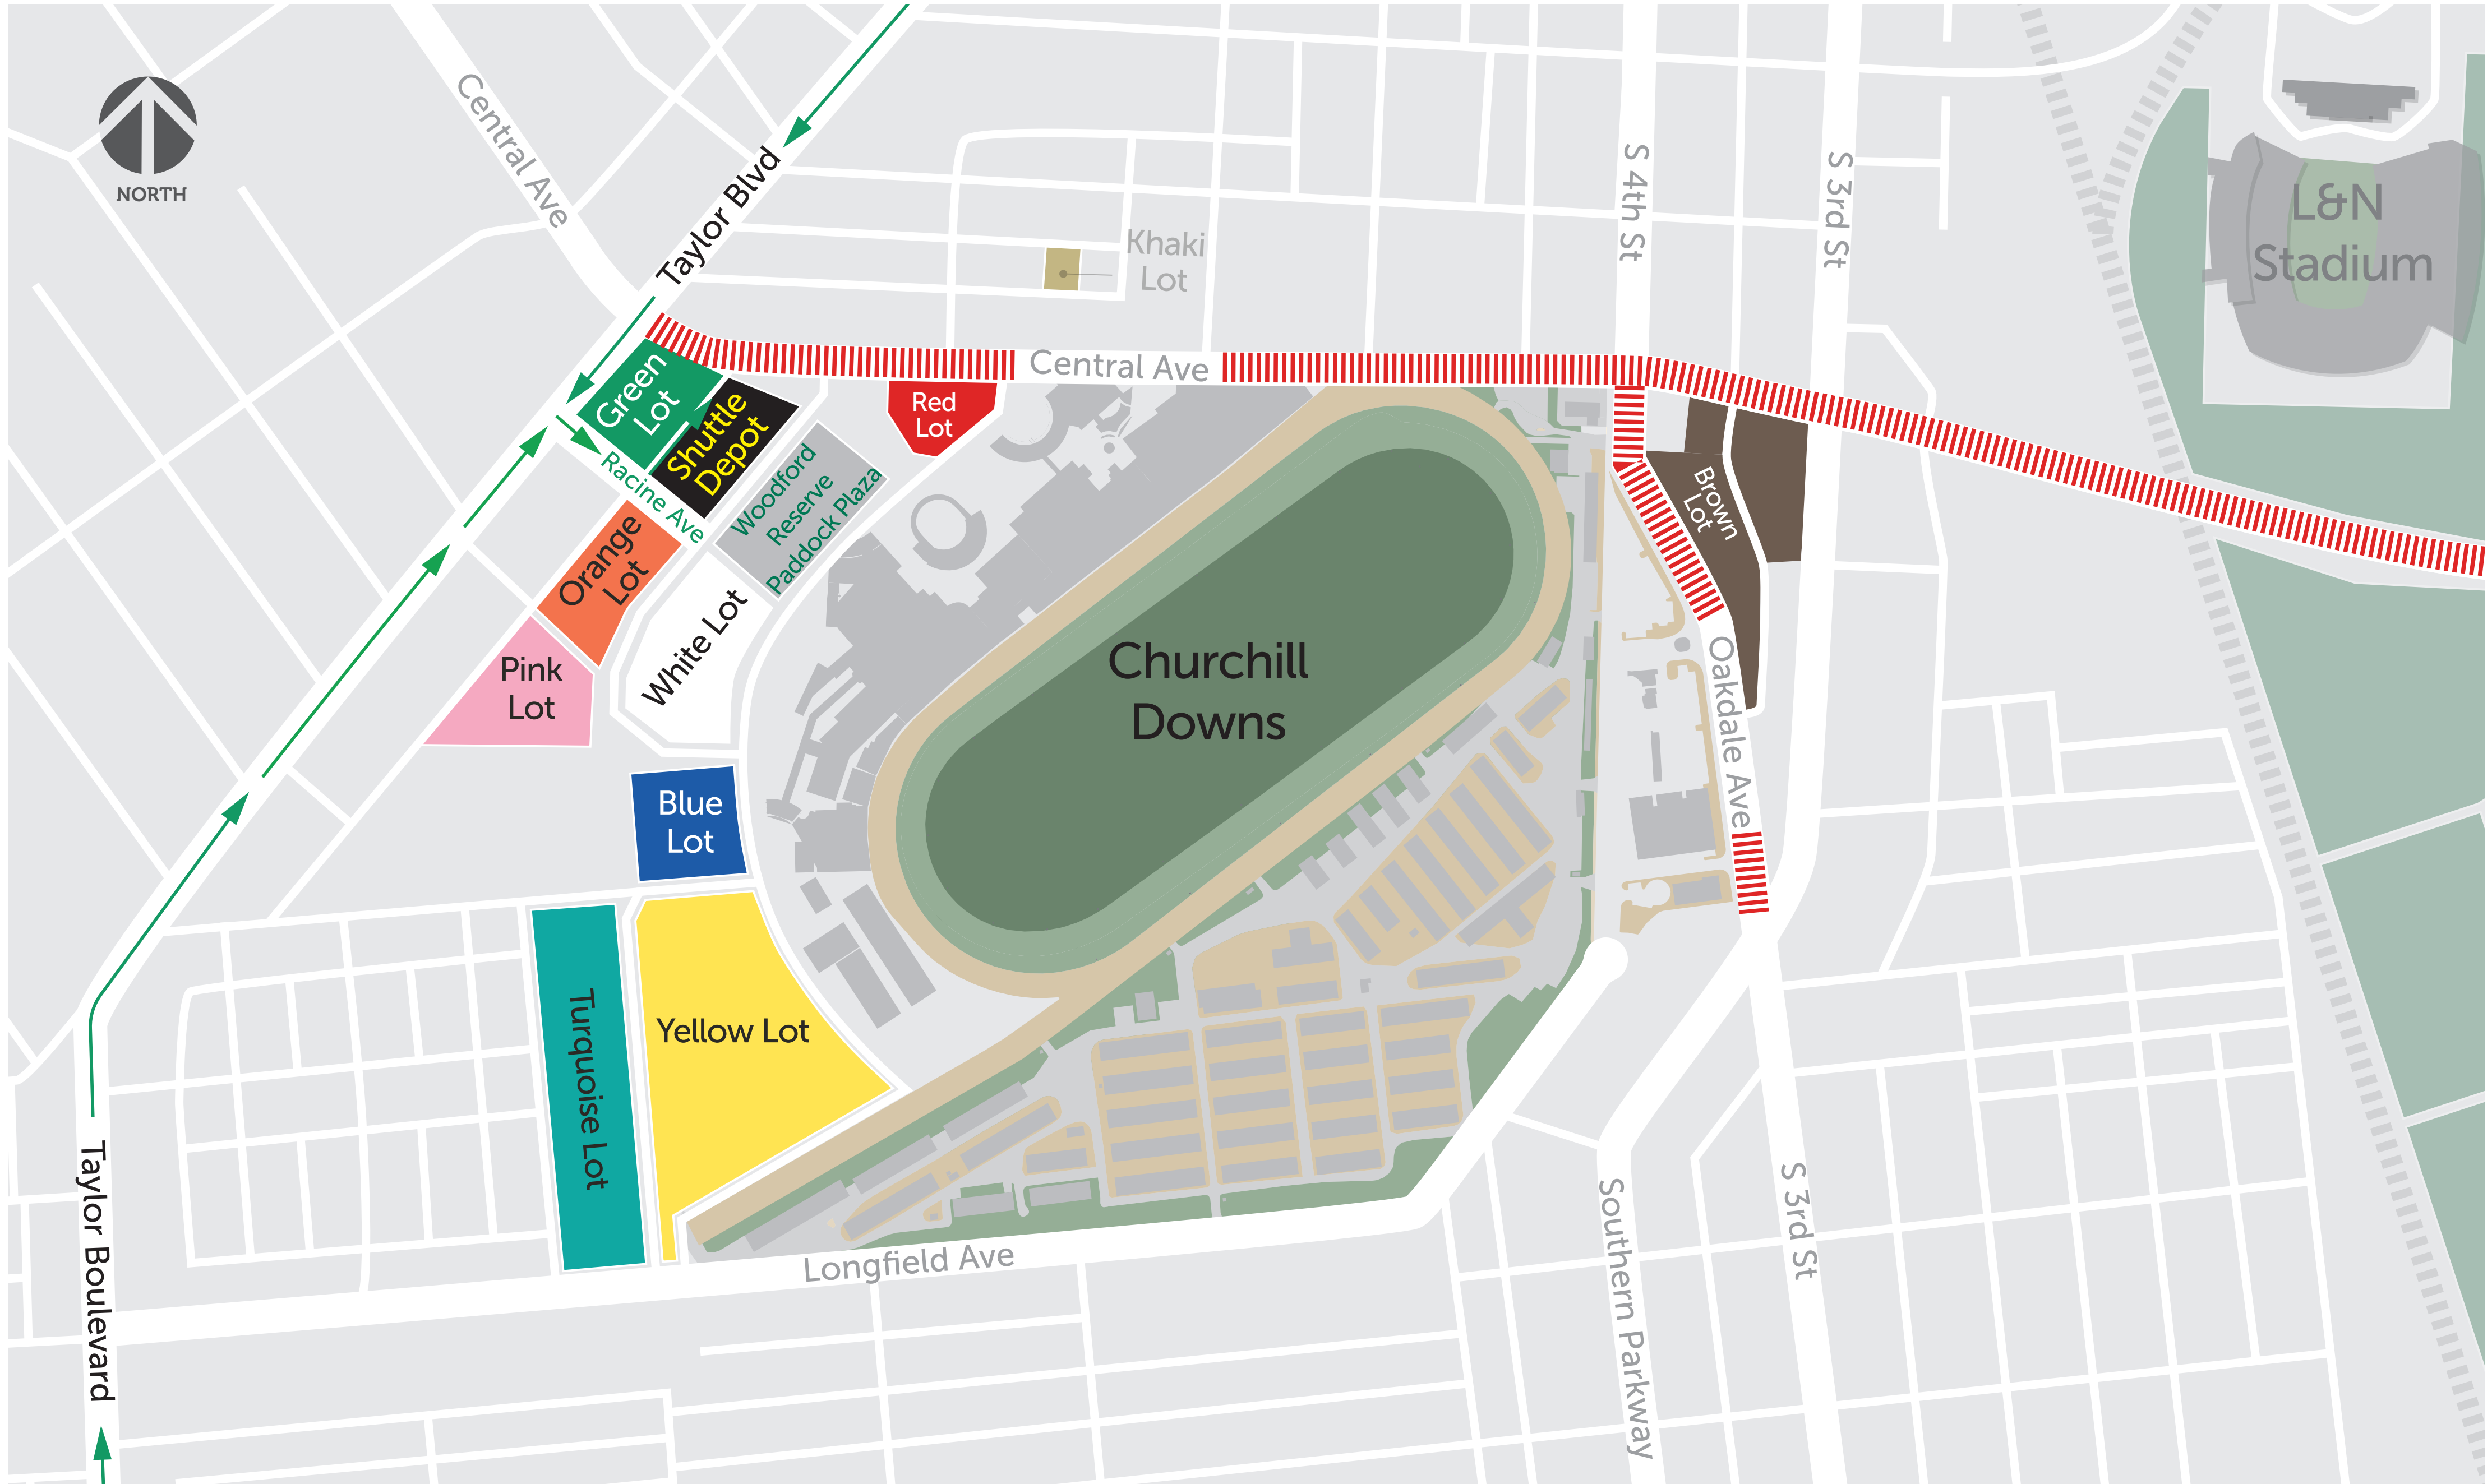 NORTH
Central Ave
Taylor Blvd
S 4th St
S 3rd St
L&N
Stadium
Khaki
Lot
Central Ave
Green
Lot
Shuttle
Depot
Red
Lot
Racine Ave
Woodford
Reserve
Paddock Plaza
Brown
Lot
Orange
Lot
White Lot
Pink
Lot
Churchill
Downs
Oakdale Ave
Blue
Lot
Turquoise Lot
Yellow Lot
Taylor Boulevard
Longfield Ave
Southern Parkway
S 3rd St